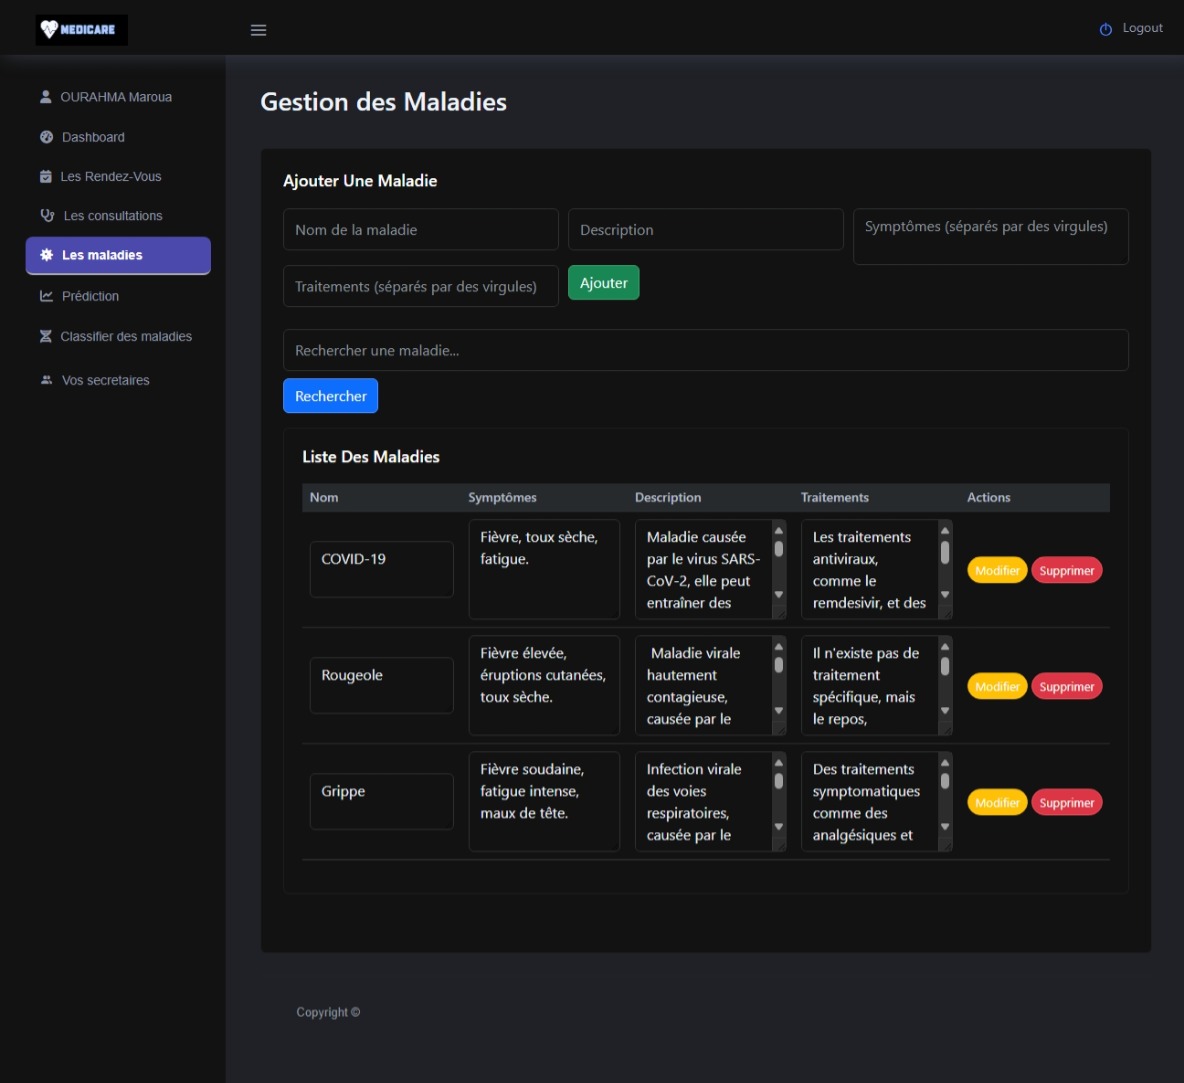 MEDICARE
Logout
OURAHMA Maroua
Dashboard
Les Rendez-Vous
Les consultations
Les maladies
Prédiction
Classifier des maladies
Vos secretaires
Gestion des Maladies
Ajouter Une Maladie
Nom de la maladie
Description
Symptômes (séparés par des virgules)
Traitements (séparés par des virgules)
Ajouter
Rechercher une maladie...
Rechercher
Liste Des Maladies
Nom Symptômes Description Traitements Actions
COVID-19
Fièvre, toux sèche,
fatigue.
Maladie causée
par le virus SARS-
CoV-2, elle peut
entraîner des
Les traitements
antiviraux,
comme le
remdesivir, et des
Modifier Supprimer
Rougeole
Fièvre élevée,
éruptions cutanées,
toux sèche.
Maladie virale
hautement
contagieuse,
causée par le
Il n'existe pas de
traitement
spécifique, mais
le repos,
Modifier Supprimer
Grippe
Fièvre soudaine,
fatigue intense,
maux de tête.
Infection virale
des voies
respiratoires,
causée par le
Des traitements
symptomatiques
comme des
analgésiques et
Modifier Supprimer
Copyright ©